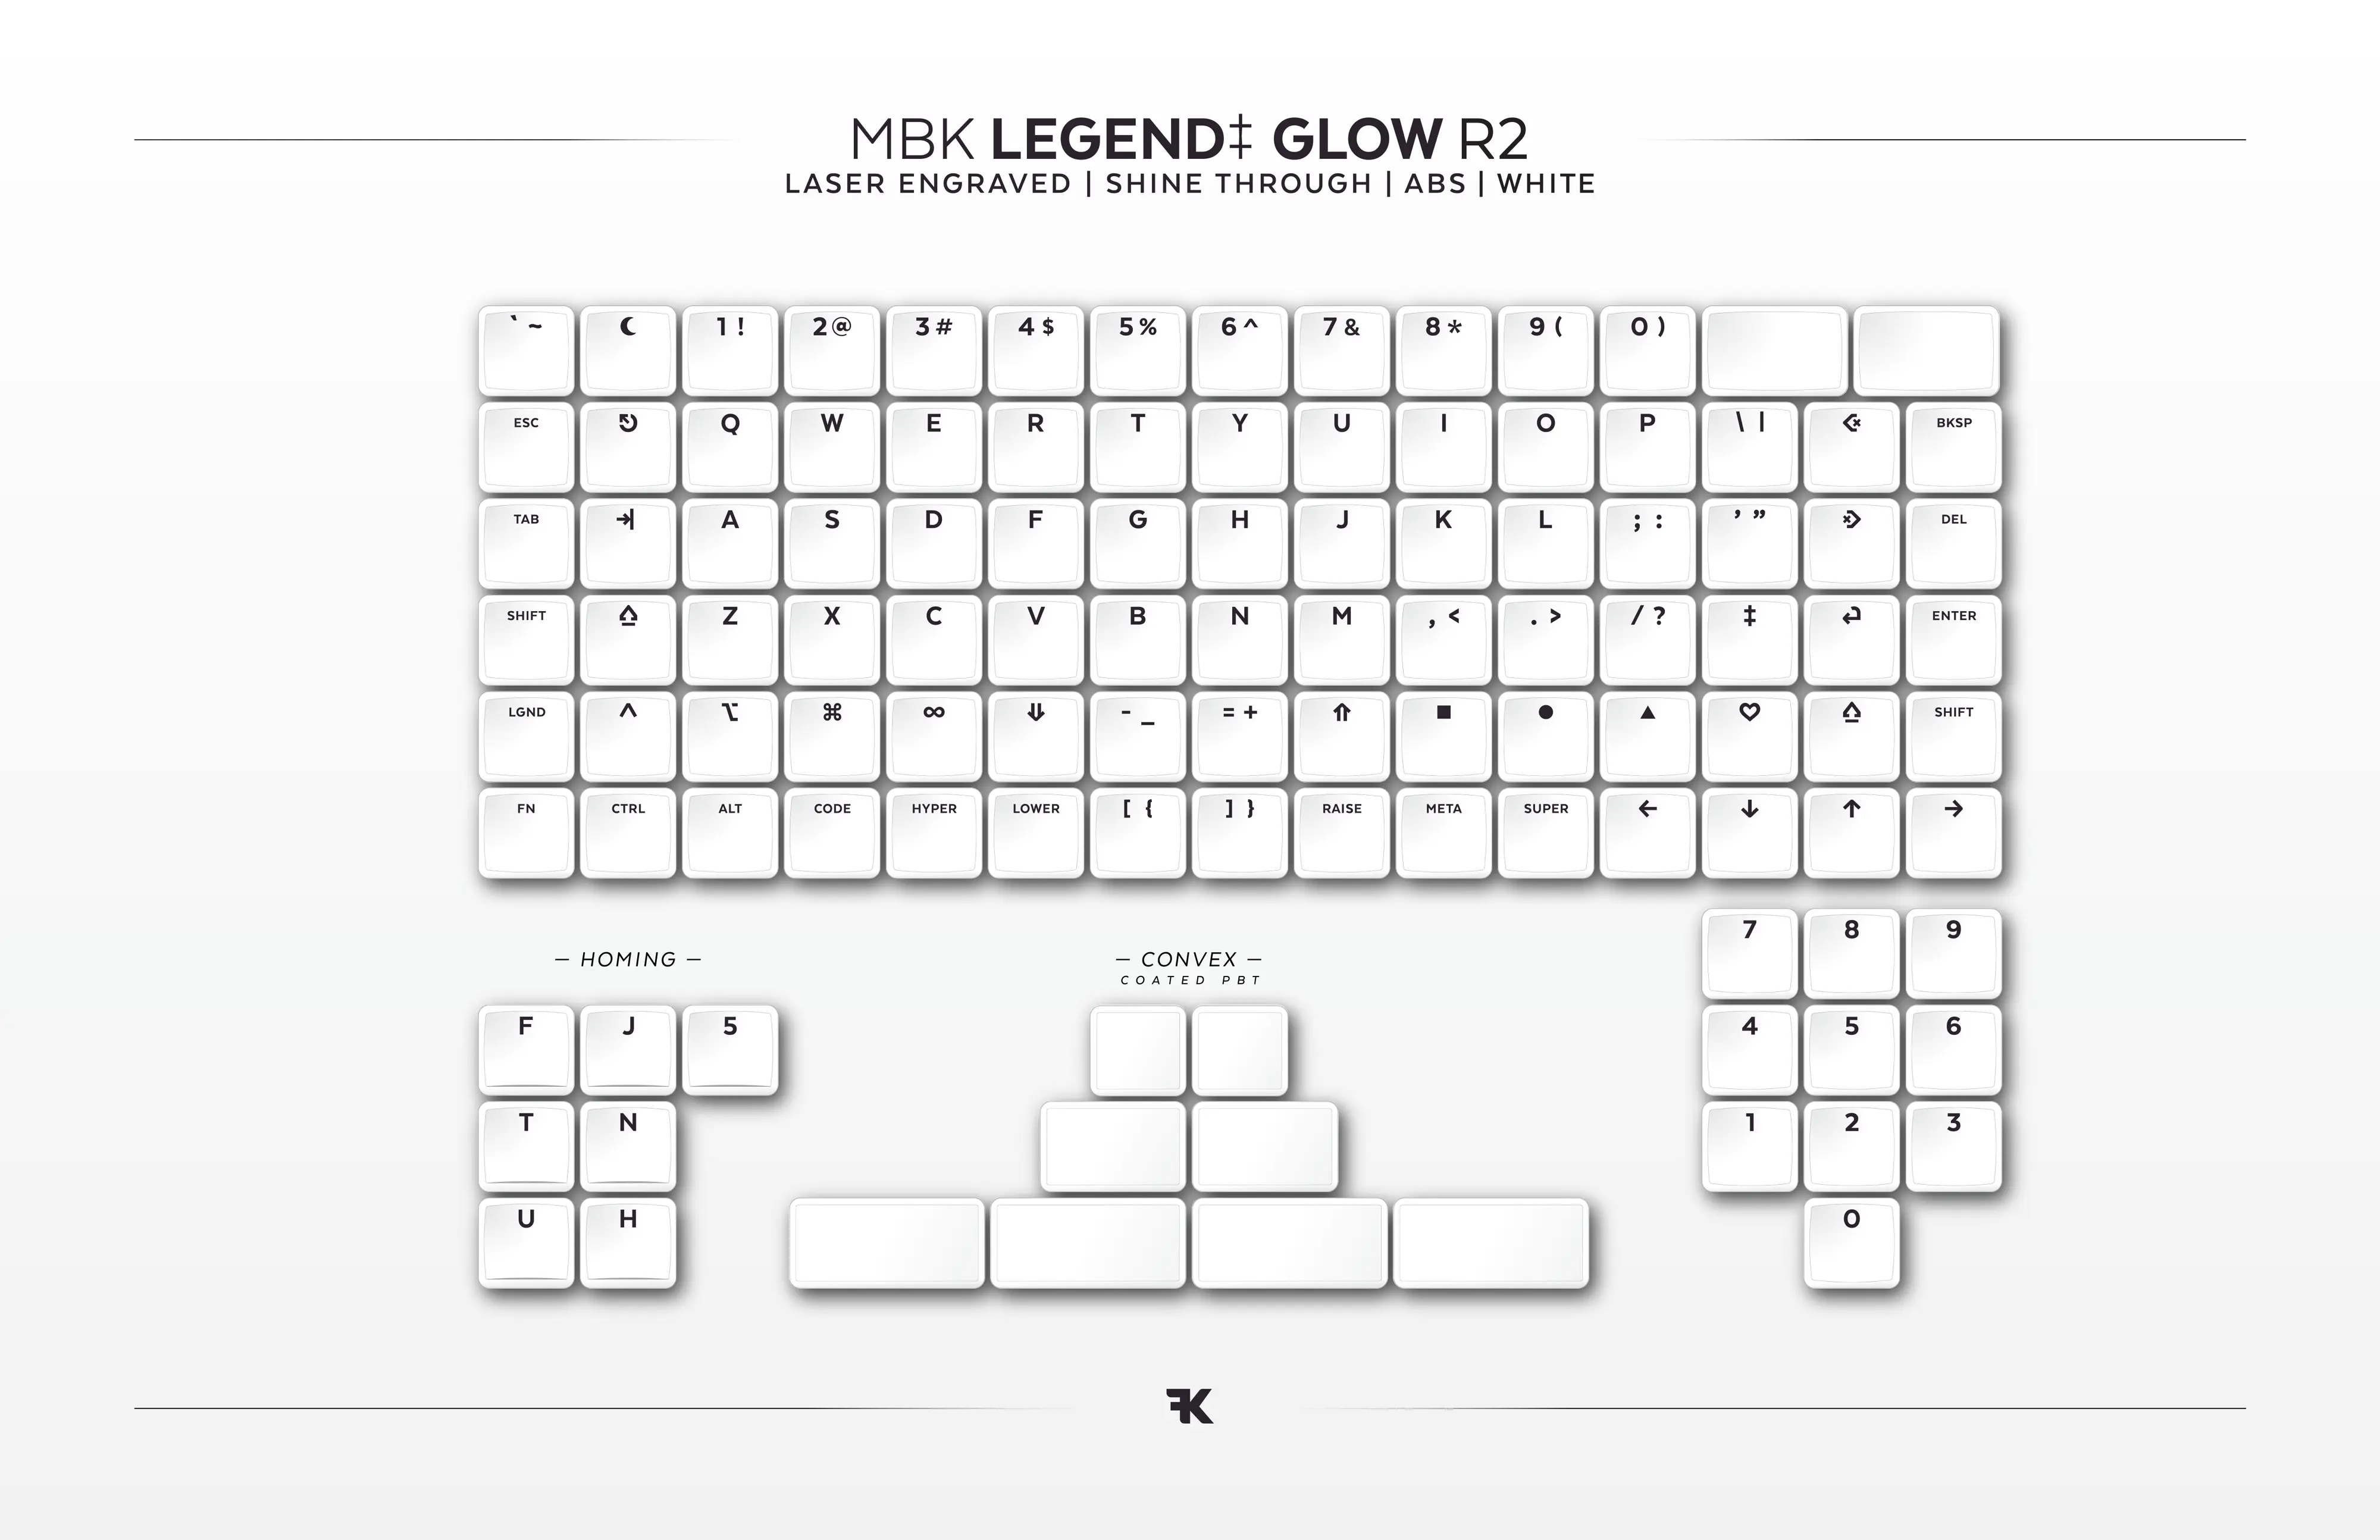 MBK LEGEND‡ GLOW R2
LASER ENGRAVED | SHINE THROUGH | ABS | WHITE
` ~ ☾ 1 ! 2 @ 3 # 4 $ 5 % 6 ^ 7 & 8 * 9 ( 0 )
ESC Q W E R T Y U I O P \ | BKSP
TAB →| A S D F G H J K L ; : ’ ” DEL
SHIFT Z X C V B N M , < . > / ? ‡ ↵ ENTER
LGND ^ ⌥ ⌘ ∞ ⇓ - _ = + ⇑ ■ ● ▲ ♡ SHIFT
FN CTRL ALT CODE HYPER LOWER [ { ] } RAISE META SUPER ← ↓ ↑ →
7 8 9
– HOMING –
– CONVEX –
COATED PBT
F J 5
4 5 6
T N
1 2 3
U H
0
FK